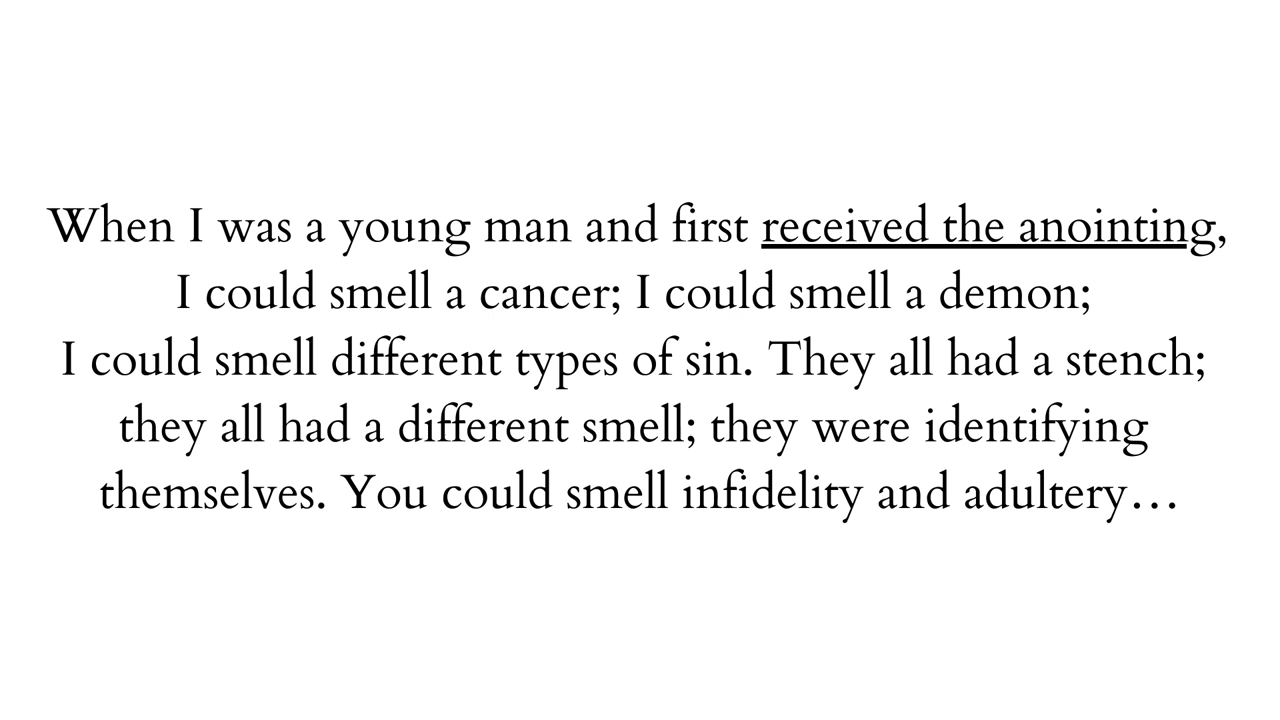 When I was a young man and first received the anointing,
I could smell a cancer; I could smell a demon;
I could smell different types of sin. They all had a stench;
they all had a different smell; they were identifying
themselves. You could smell infidelity and adultery…